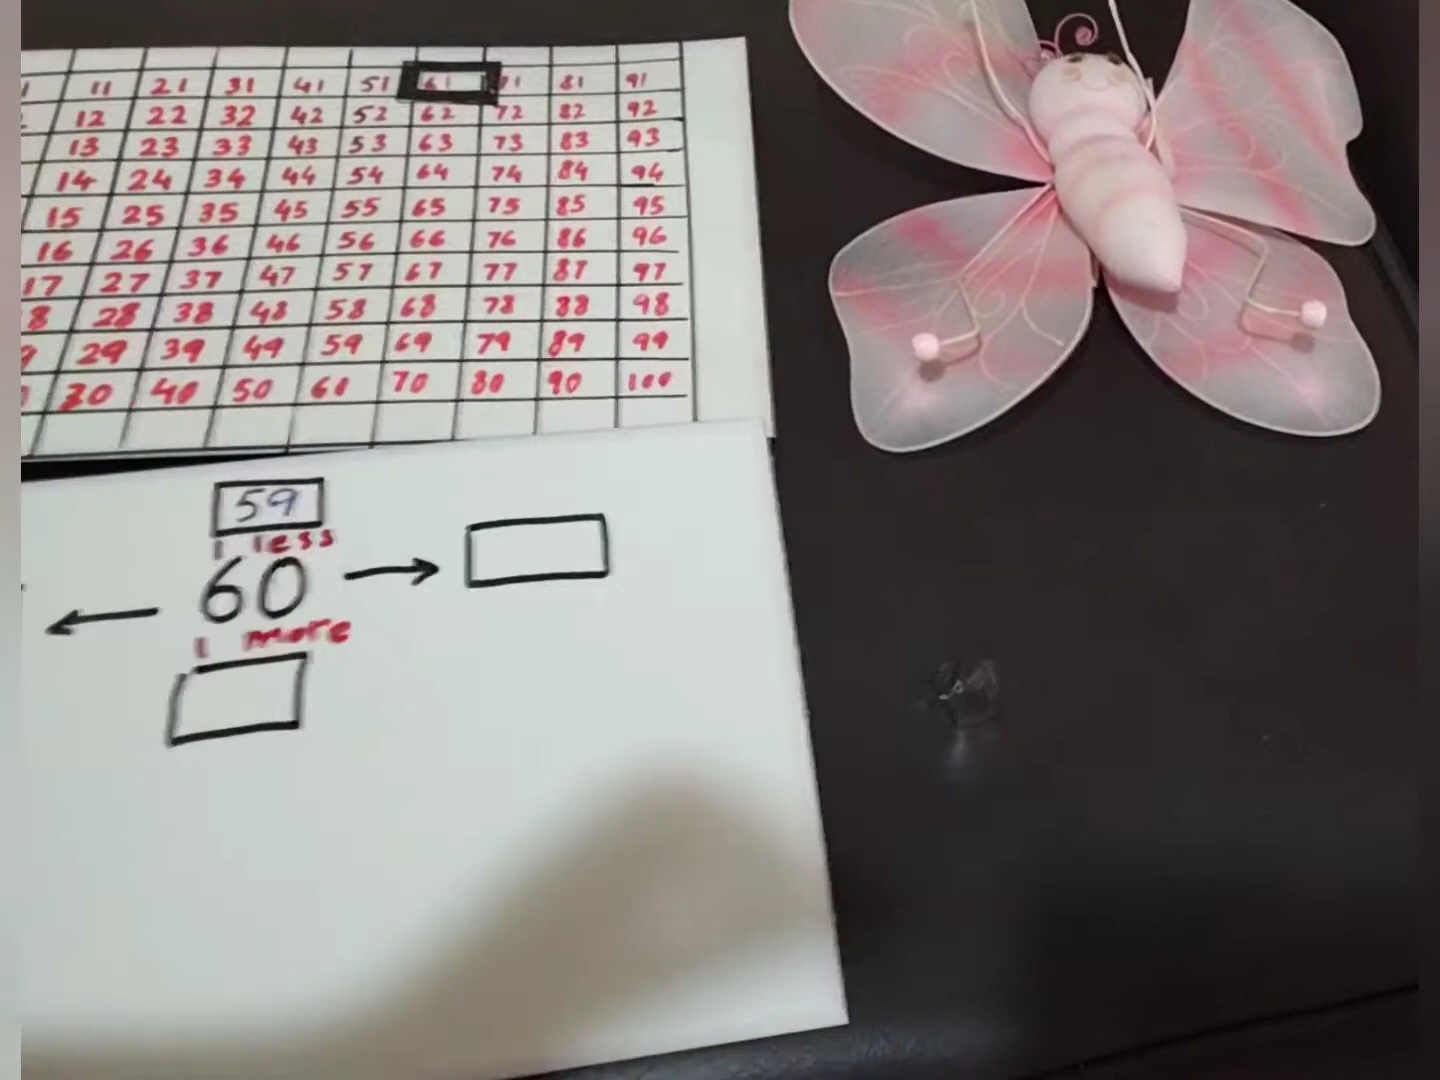 11 21 31 41 51 61 71 81 91
12 22 32 42 52 62 72 82 92
13 23 33 43 53 63 73 83 93
14 24 34 44 54 64 74 84 94
15 25 35 45 55 65 75 85 95
16 26 36 46 56 66 76 86 96
17 27 37 47 57 67 77 87 97
28 38 48 58 68 78 88 98
29 39 49 59 69 79 89 99
30 40 50 60 70 80 90 100
59
1 less
60
1 more